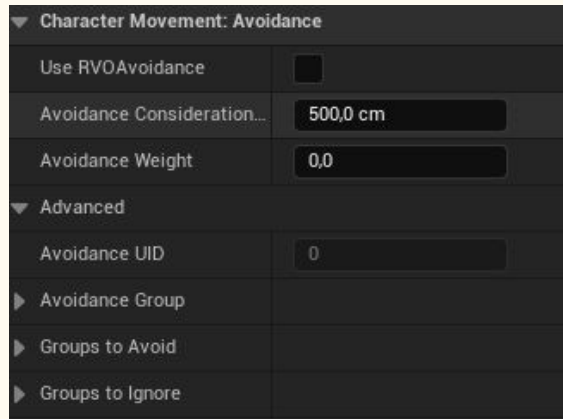 Character Movement: Avoidance
Use RVOAvoidance
Avoidance Consideration... 500,0 cm
Avoidance Weight 0,0
Advanced
Avoidance UID 0
Avoidance Group
Groups to Avoid
Groups to Ignore